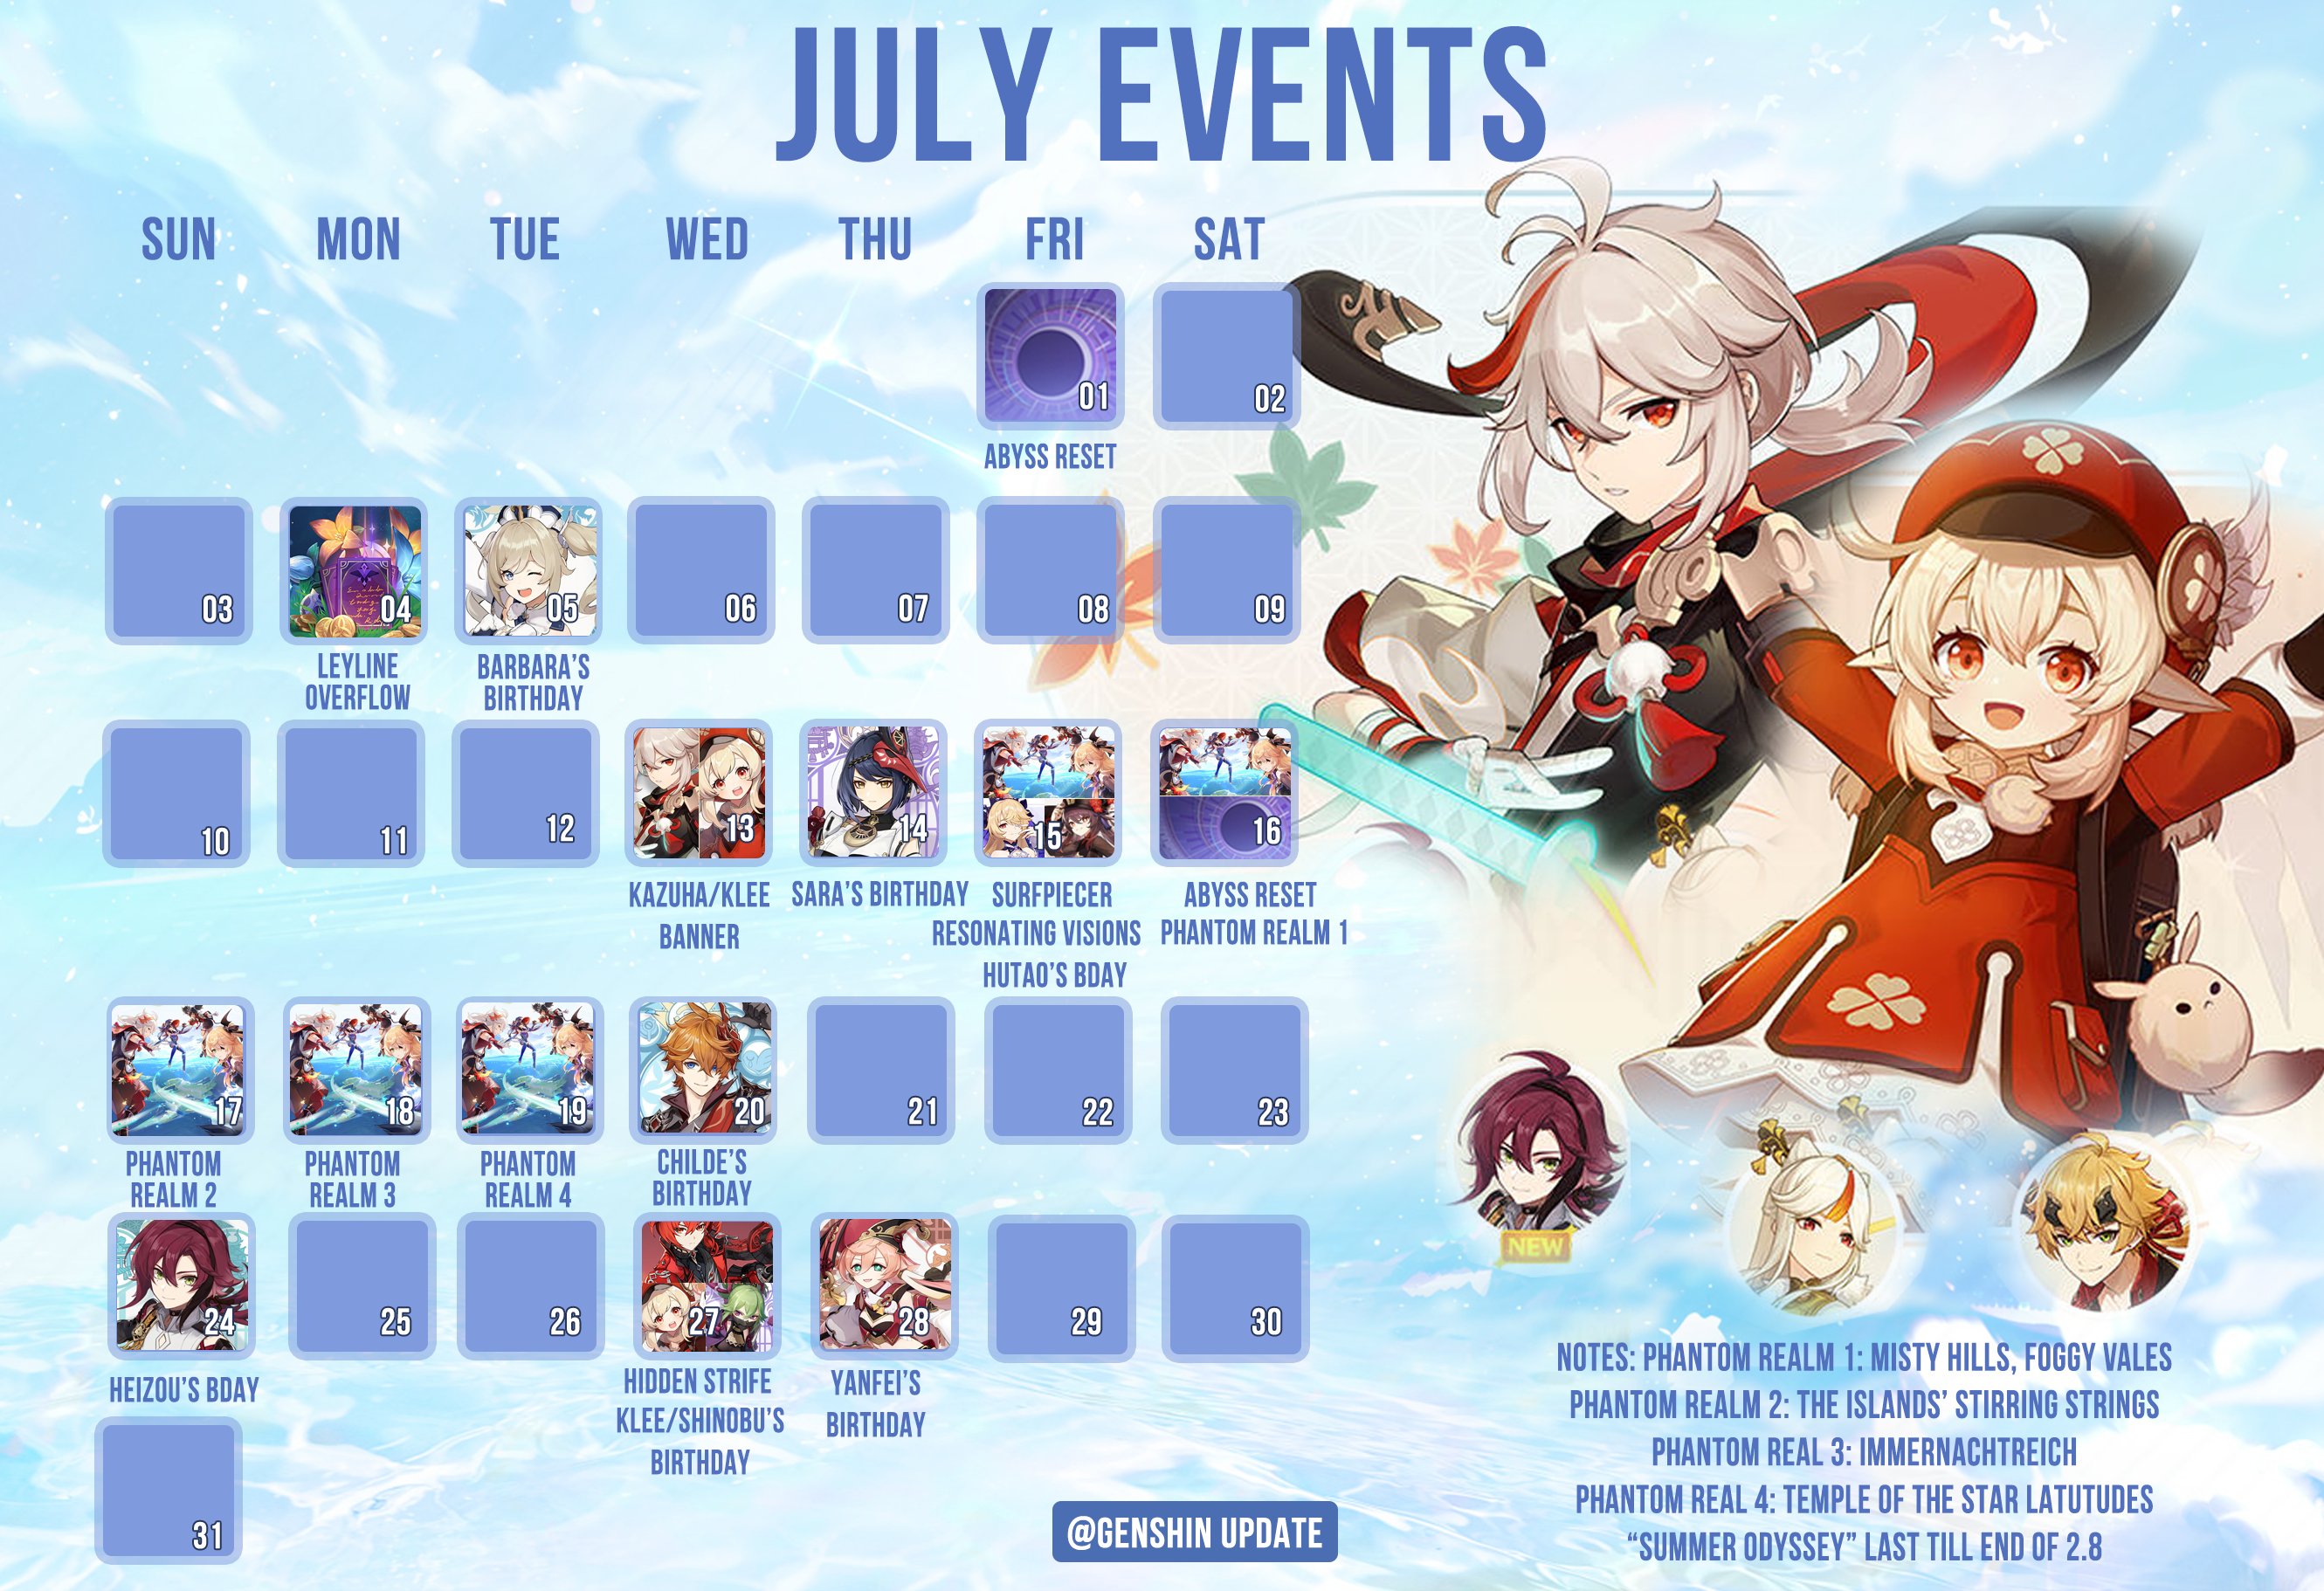 JULY EVENTS
SUN MON TUE WED THU FRI SAT
01 02
ABYSS RESET
03 04 05 06 07 08 09
LEYLINE
OVERFLOW
BARBARA'S
BIRTHDAY
10 11 12 13 14 15 16
KAZUHA/KLEE
BANNER
SARA'S BIRTHDAY
SURFPIECER
RESONATING VISIONS
HUTAO'S BDAY
ABYSS RESET
PHANTOM REALM 1
17 18 19 20 21 22 23
PHANTOM
REALM 2
PHANTOM
REALM 3
PHANTOM
REALM 4
CHILDE'S
BIRTHDAY
24 25 26 27 28 29 30
HEIZOU'S BDAY
HIDDEN STRIFE
KLEE/SHINOBU'S
BIRTHDAY
YANFEI'S
BIRTHDAY
31
NEW
NOTES: PHANTOM REALM 1: MISTY HILLS, FOGGY VALES
PHANTOM REALM 2: THE ISLANDS' STIRRING STRINGS
PHANTOM REAL 3: IMMERNACHTREICH
PHANTOM REAL 4: TEMPLE OF THE STAR LATUTUDES
"SUMMER ODYSSEY" LAST TILL END OF 2.8
@GENSHIN UPDATE